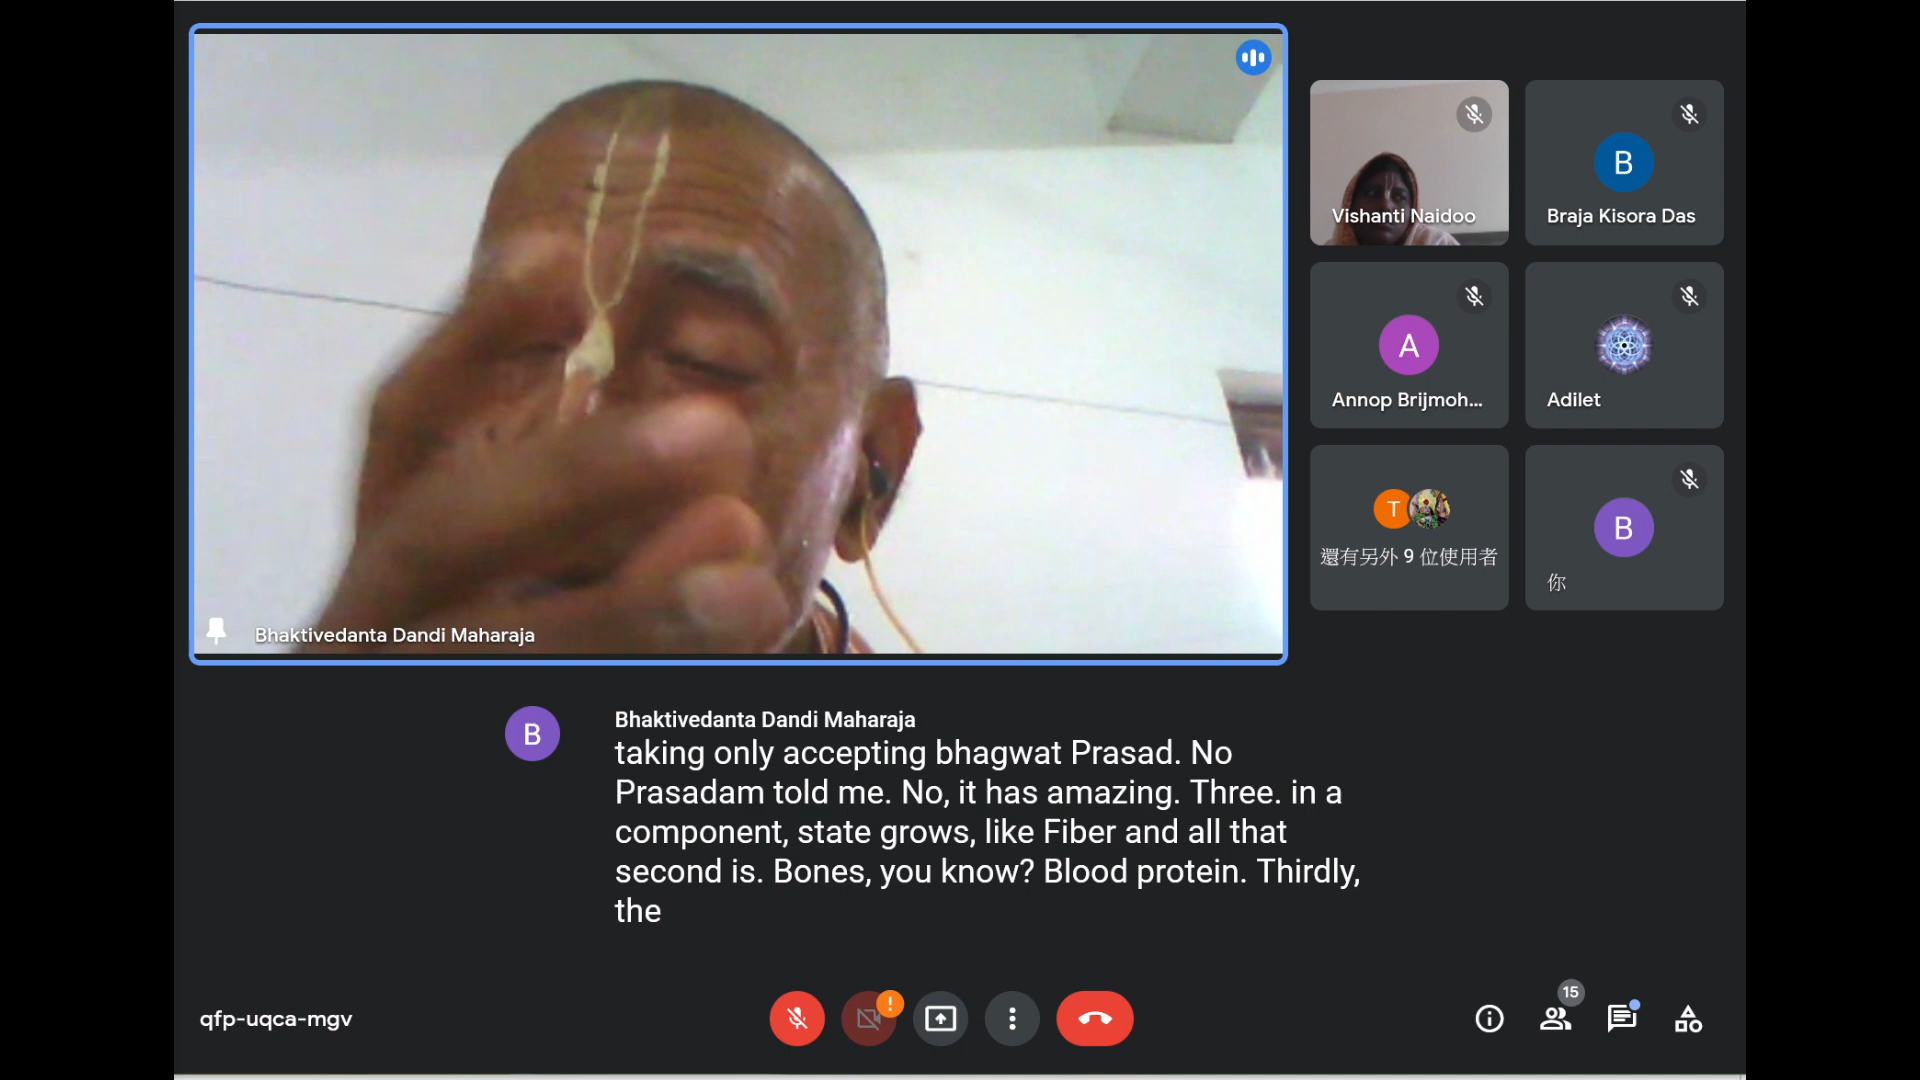 Bhaktivedanta Dandi Maharaja
Vishanti Naidoo
B
Braja Kisora Das
A
Annop Brijmoh...
Adilet
T
還有另外 9 位使用者
B
你
B
Bhaktivedanta Dandi Maharaja
taking only accepting bhagwat Prasad. No
Prasadam told me. No, it has amazing. Three. in a
component, state grows, like Fiber and all that
second is. Bones, you know? Blood protein. Thirdly,
the
qfp-uqca-mgv
!
15